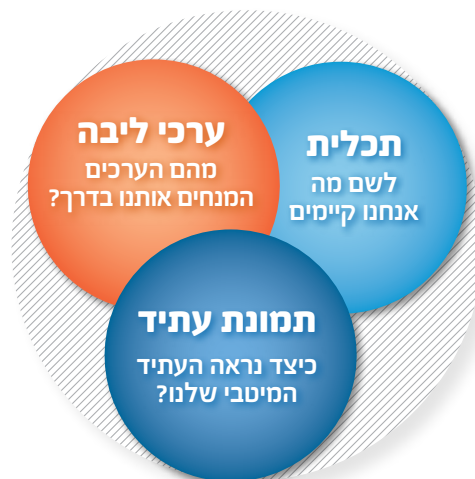 תכלית
לשם מה
אנחנו קיימים
ערכי ליבה
מהם הערכים
המנחים אותנו בדרך?
תמונת עתיד
כיצד נראה העתיד
המיטבי שלנו?